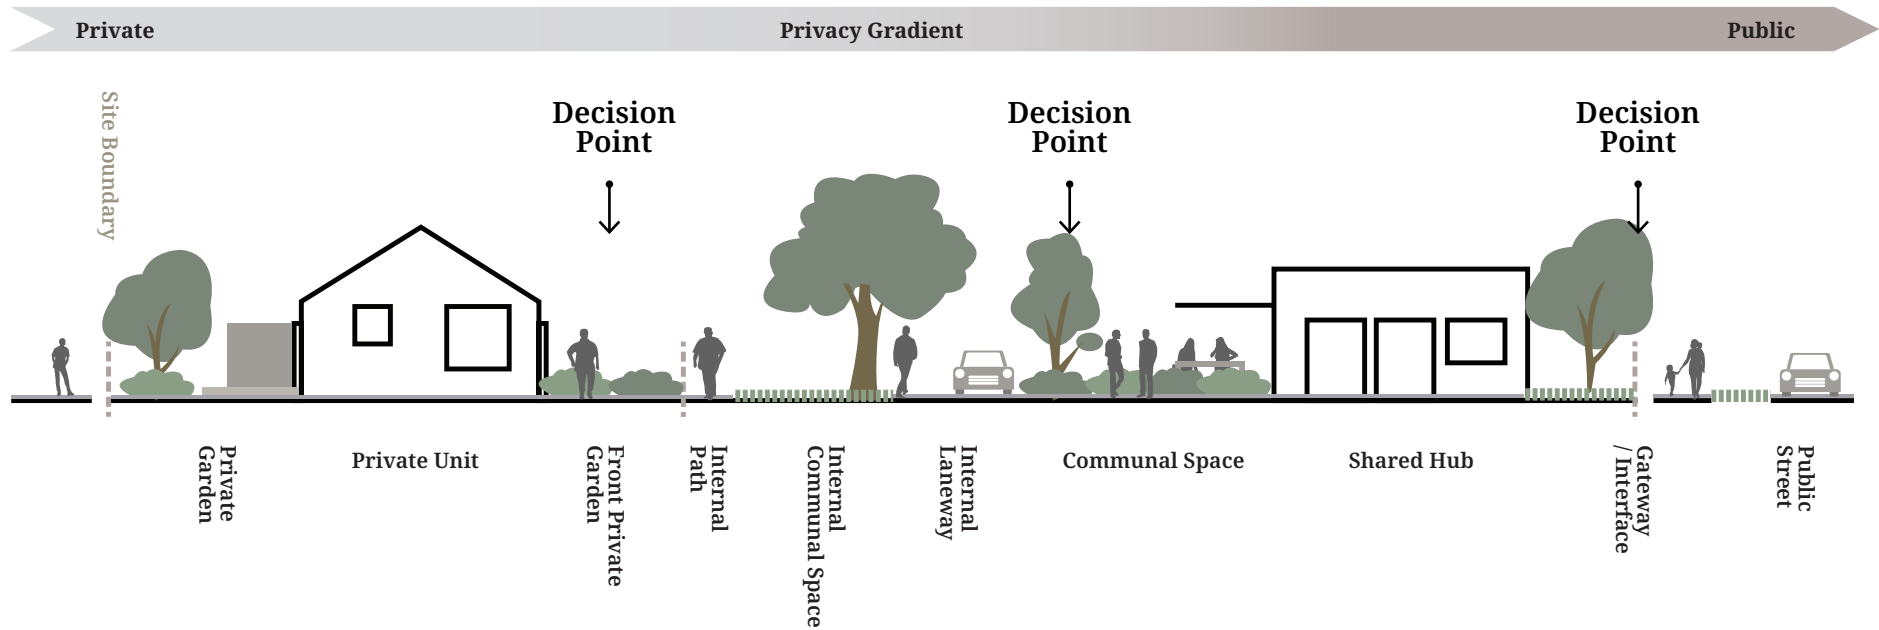 Private
Privacy Gradient
Public
Site Boundary
Decision
Point
Decision
Point
Decision
Point
Private
Garden
Private Unit
Front Private
Garden
Internal
Path
Internal
Communal Space
Internal
Laneway
Communal Space
Shared Hub
Gateway
/ Interface
Public
Street